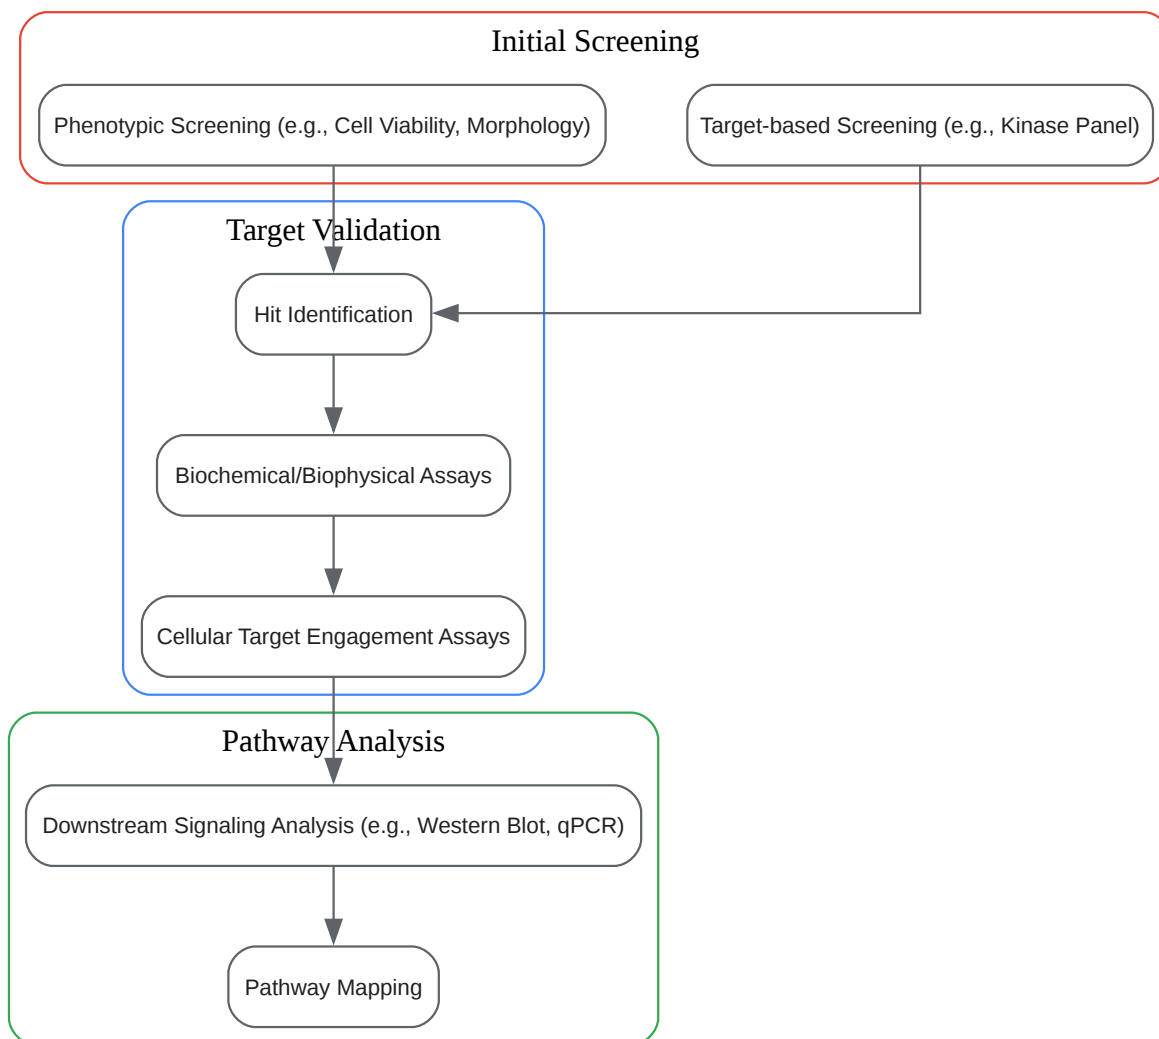 Initial Screening
Phenotypic Screening (e.g., Cell Viability, Morphology)
Target-based Screening (e.g., Kinase Panel)
Target Validation
Hit Identification
Biochemical/Biophysical Assays
Cellular Target Engagement Assays
Pathway Analysis
Downstream Signaling Analysis (e.g., Western Blot, qPCR)
Pathway Mapping